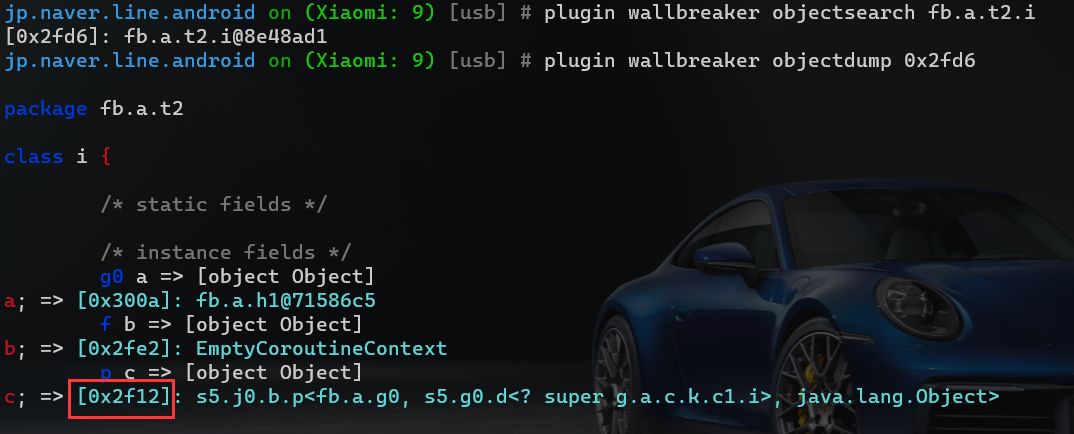 jp.naver.line.android on (Xiaomi: 9) [usb] # plugin wallbreaker objectsearch fb.a.t2.i
[0x2fd6]: fb.a.t2.i@8e48ad1
jp.naver.line.android on (Xiaomi: 9) [usb] # plugin wallbreaker objectdump 0x2fd6
package fb.a.t2
class i {
/* static fields */
/* instance fields */
g0 a => [object Object]
a; => [0x300a]: fb.a.h1@71586c5
f b => [object Object]
b; => [0x2fe2]: EmptyCoroutineContext
p c => [object Object]
c; => [0x2f12]: s5.j0.b.p<fb.a.g0, s5.g0.d<? super g.a.c.k.c1.i>, java.lang.Object>